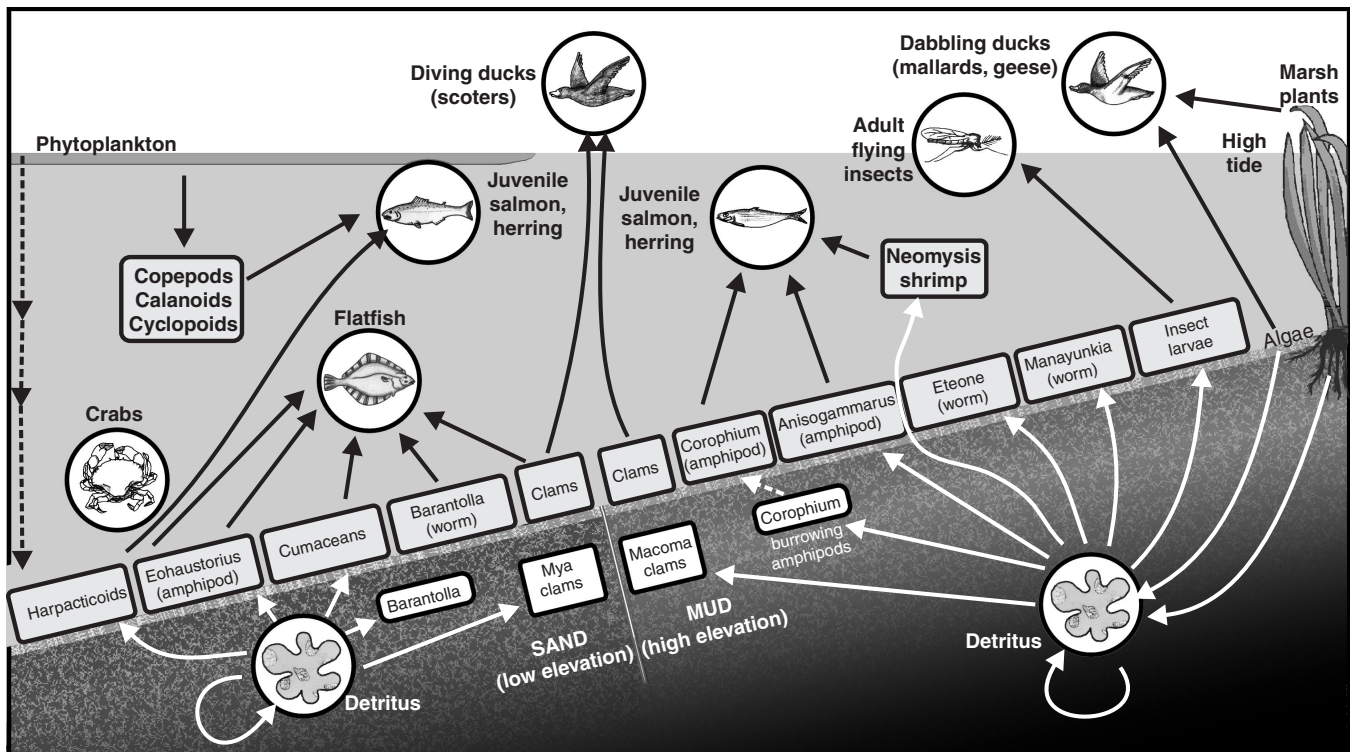 Diving ducks
(scoters)
Dabbling ducks
(mallards, geese)
Marsh
plants
Phytoplankton
Adult
flying
insects
High
tide
Juvenile
salmon,
herring
Juvenile
salmon,
herring
Copepods
Calanoids
Cyclopoids
Neomysis
shrimp
Flatfish
Crabs
Harpacticoids
Eohaustorius
(amphipod)
Cumaceans
Barantolla
(worm)
Clams
Clams
Corophium
(amphipod)
Anisogammarus
(amphipod)
Eteone
(worm)
Manayunkia
(worm)
Insect
larvae
Algae
Barantolla
Mya
clams
Macoma
clams
Corophium
burrowing
amphipods
SAND
(low elevation)
MUD
(high elevation)
Detritus
Detritus